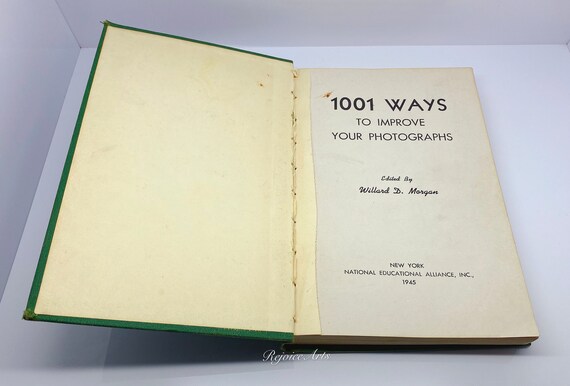 1001 WAYS
TO IMPROVE
YOUR PHOTOGRAPHS
Edited By
Willard D. Morgan
NEW YORK
NATIONAL EDUCATIONAL ALLIANCE, INC.,
1945
Rejoice Arts